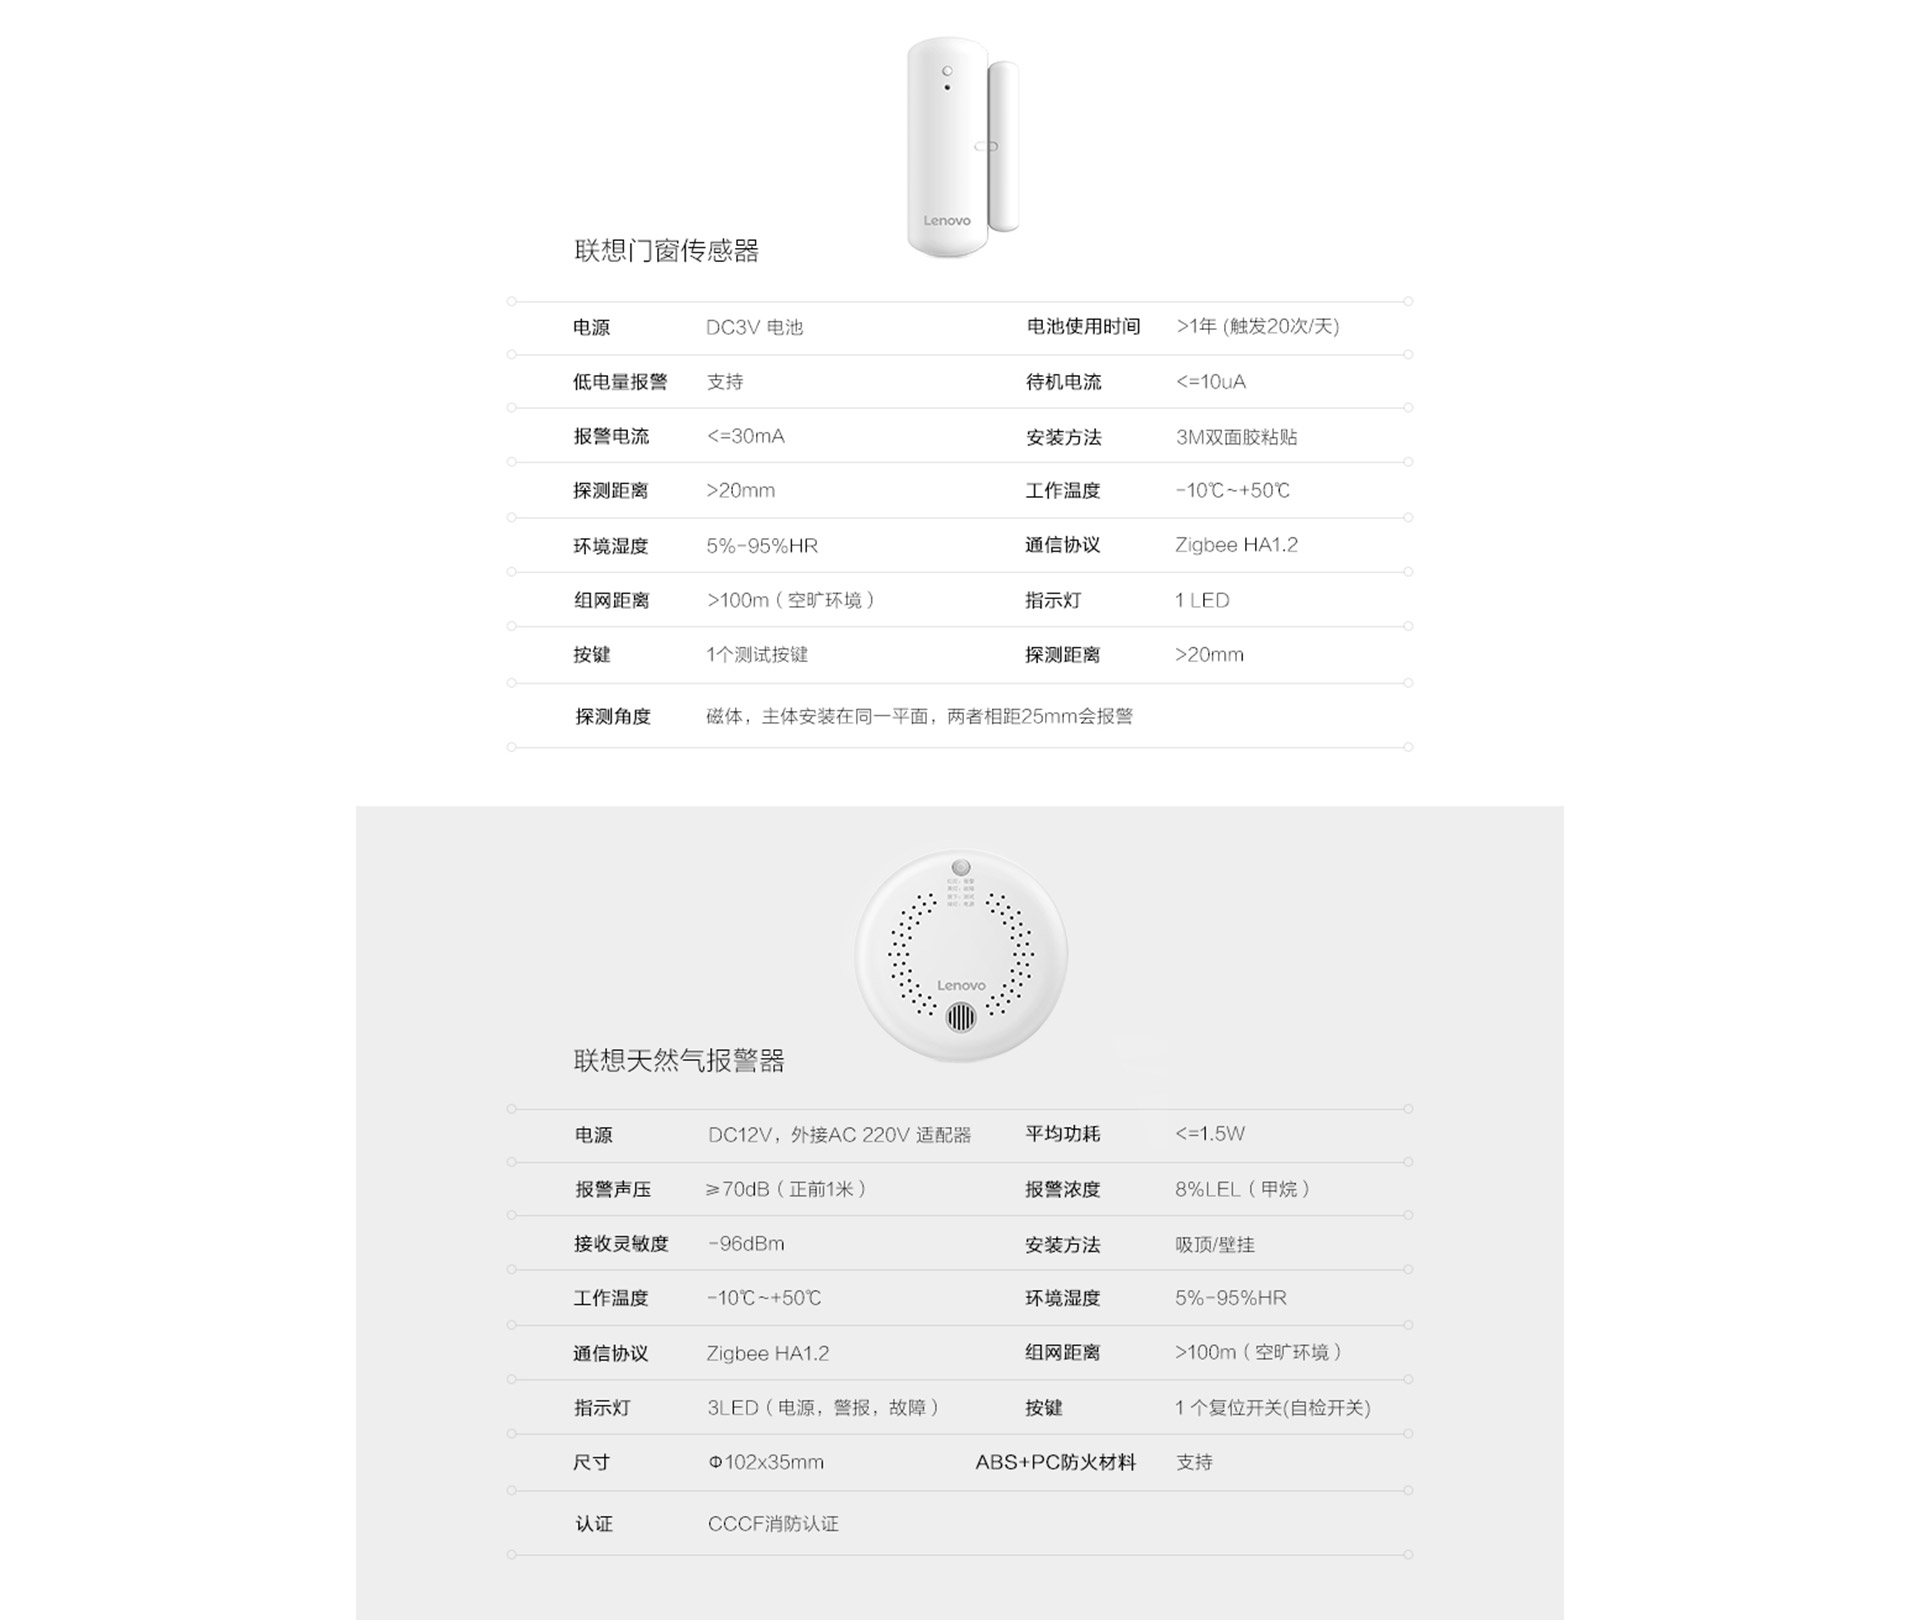 Lenovo
联想门窗传感器
电源 DC3V 电池 电池使用时间 >1年 (触发20次/天)
低电量报警 支持 待机电流 <=10uA
报警电流 <=30mA 安装方法 3M双面胶粘贴
探测距离 >20mm 工作温度 -10℃~+50℃
环境湿度 5%-95%HR 通信协议 Zigbee HA1.2
组网距离 >100m（空旷环境） 指示灯 1 LED
按键 1个测试按键 探测距离 >20mm
探测角度 磁体，主体安装在同一平面，两者相距25mm会报警
Lenovo
联想天然气报警器
电源 DC12V，外接AC 220V 适配器 平均功耗 <=1.5W
报警声压 ≥70dB（正前1米） 报警浓度 8%LEL（甲烷）
接收灵敏度 -96dBm 安装方法 吸顶/壁挂
工作温度 -10℃~+50℃ 环境湿度 5%-95%HR
通信协议 Zigbee HA1.2 组网距离 >100m（空旷环境）
指示灯 3LED（电源，警报，故障） 按键 1 个复位开关(自检开关)
尺寸 Φ102x35mm ABS+PC防火材料 支持
认证 CCCF消防认证